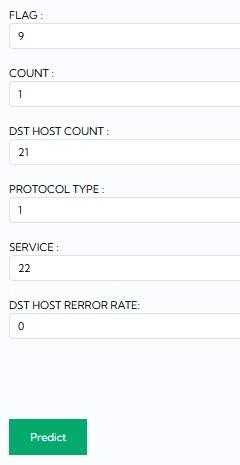 FLAG :
9
COUNT :
1
DST HOST COUNT :
21
PROTOCOL TYPE :
1
SERVICE :
22
DST HOST RERROR RATE:
0
Predict